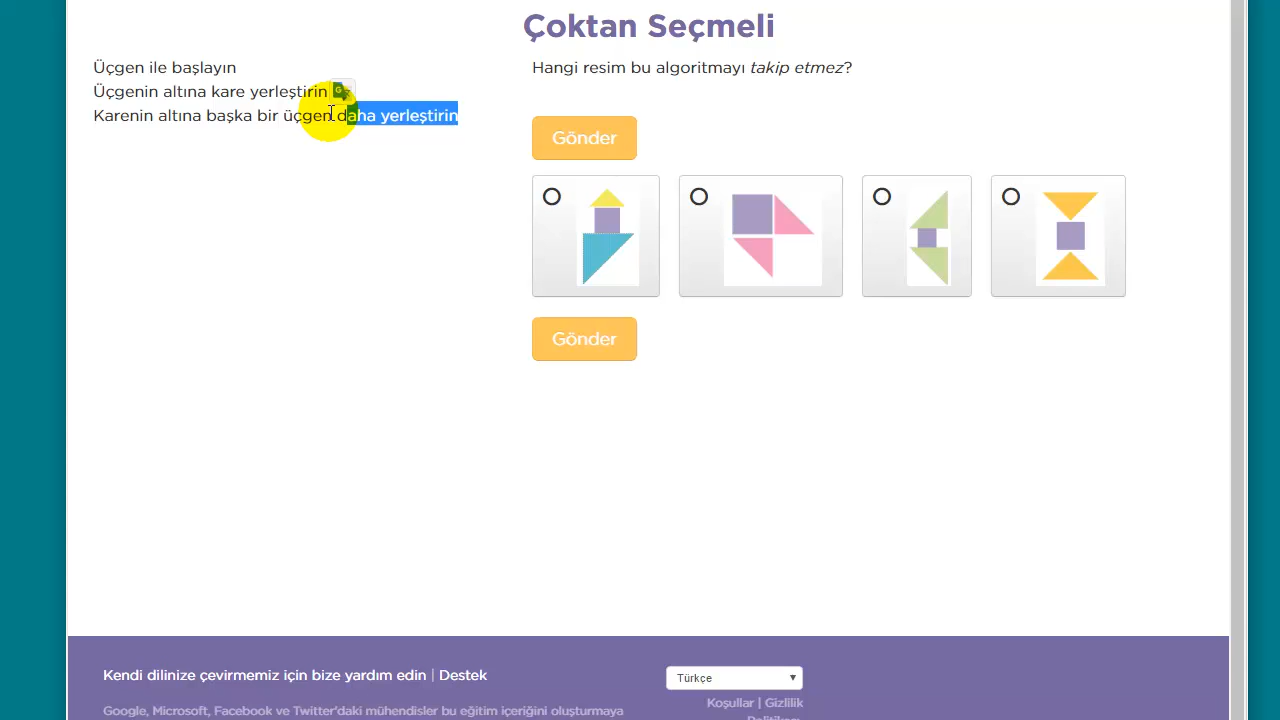 Çoktan Seçmeli
Üçgen ile başlayın
Üçgenin altına kare yerleştirin
Karenin altına başka bir üçgen daha yerleştirin
Hangi resim bu algoritmayı takip etmez?
Gönder
Gönder
Kendi dilinize çevirmemiz için bize yardım edin | Destek
Google, Microsoft, Facebook ve Twitter'daki mühendisler bu eğitim içeriğini oluşturmaya
Türkçe
Koşullar | Gizlilik